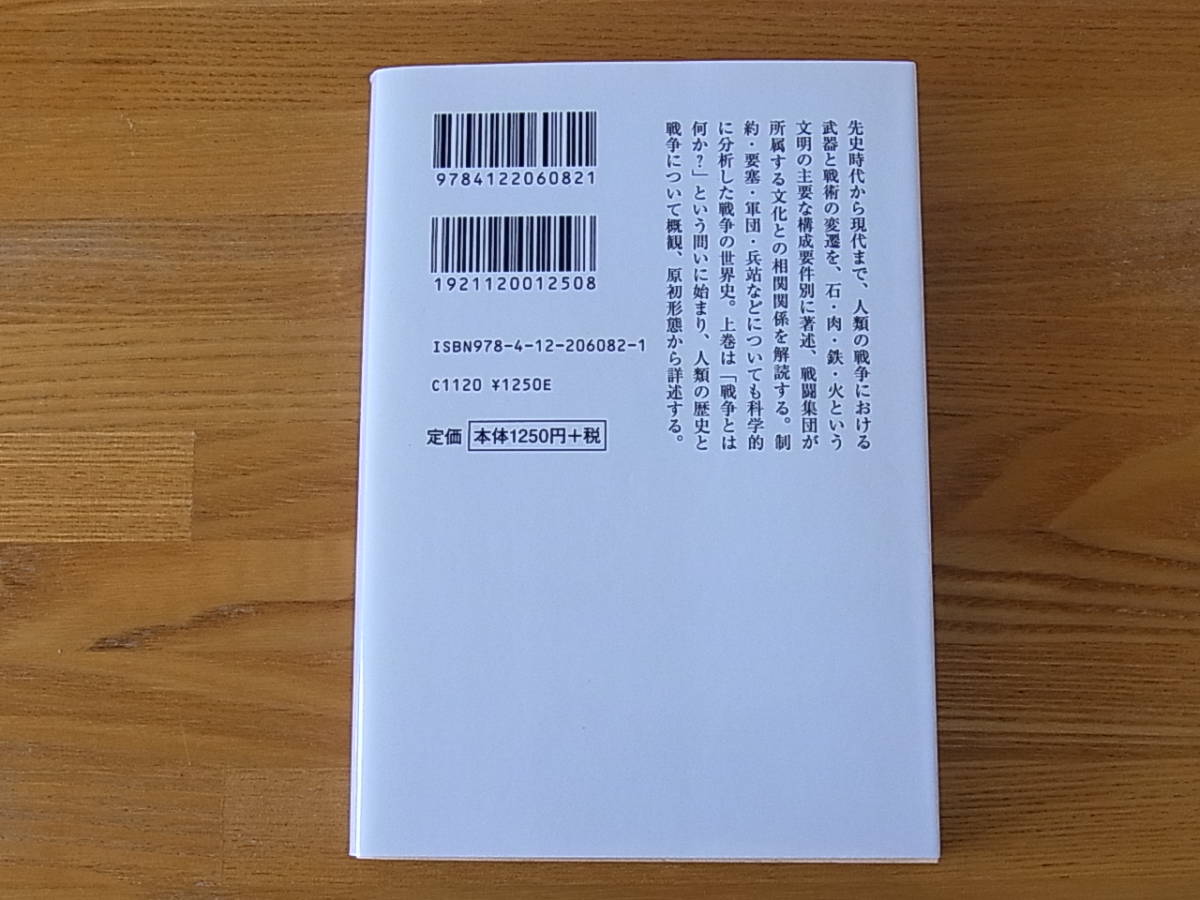 先史時代から現代まで、人類の戦争における
武器と戦術の変遷を、石・肉・鉄・火という
文明の主要な構成要件別に著述、戦闘集団が
所属する文化との相関関係を解読する。制
約・要塞・軍団・兵站などについても科学的
に分析した戦争の世界史。上巻は「戦争とは
何か?」という問いに始まり、人類の歴史と
戦争について概観、原初形態から詳述する。
9784122060821
1921120012508
ISBN978-4-12-206082-1
C1120 ¥1250E
定価 本体1250円+税